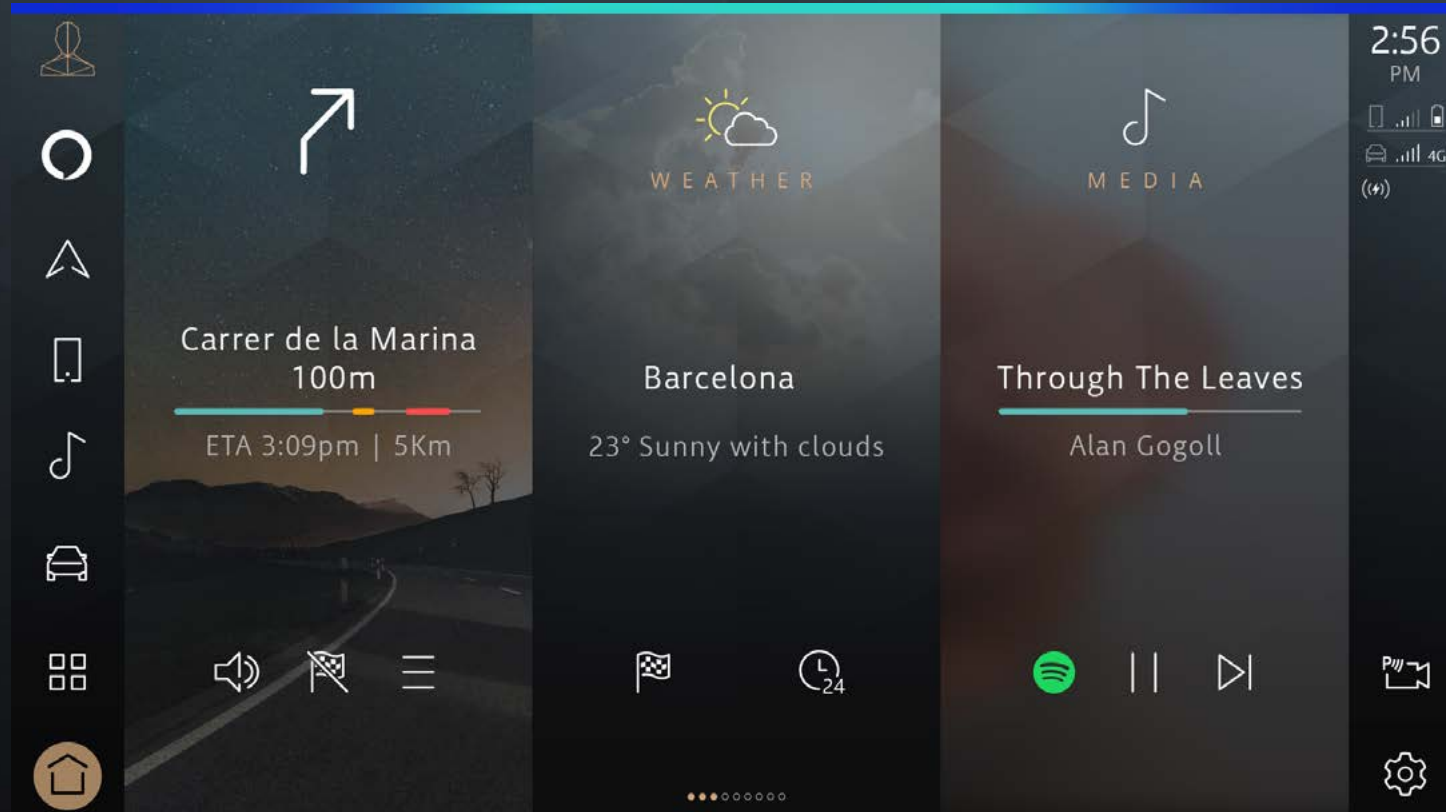 2:56
PM
4G
Carrer de la Marina
100m
ETA 3:09pm | 5Km
WEATHER
Barcelona
23° Sunny with clouds
24
MEDIA
Through The Leaves
Alan Gogoll
P